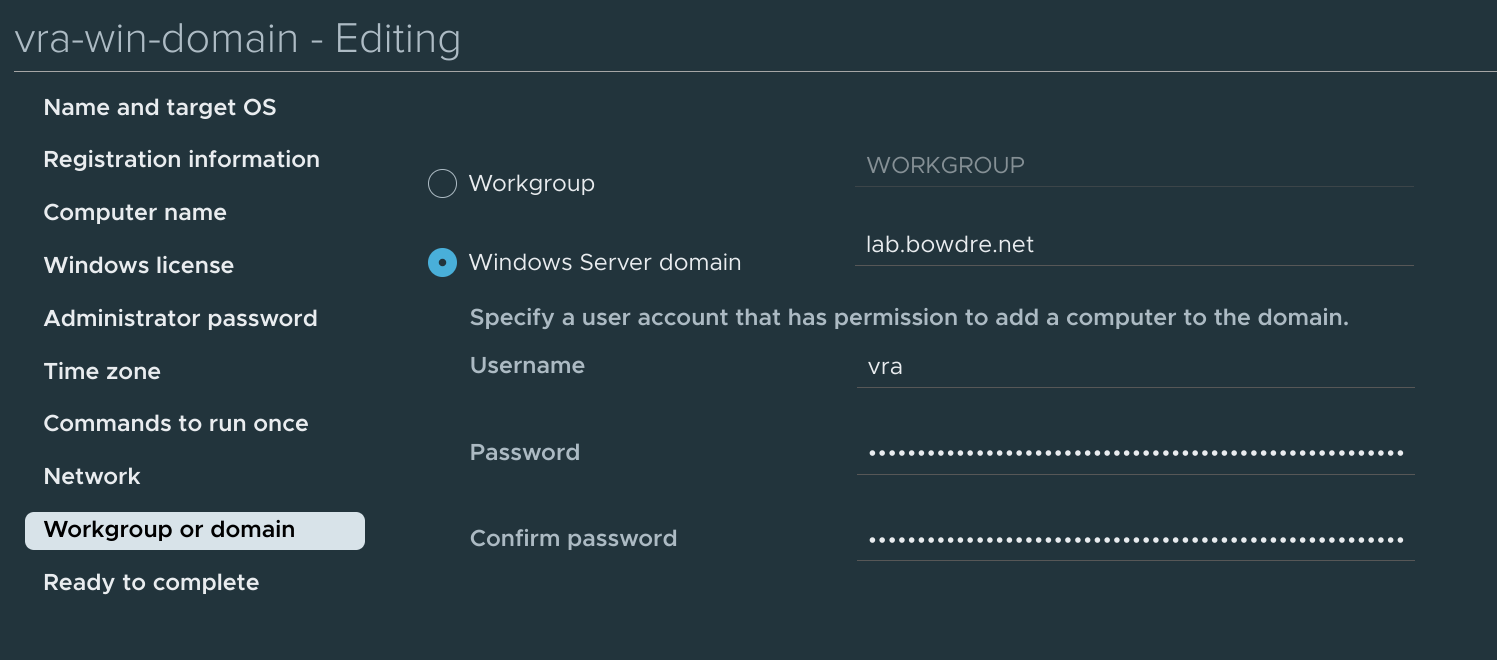 vra-win-domain - Editing
Name and target OS
Registration information
Computer name
Windows license
Administrator password
Time zone
Commands to run once
Network
Workgroup or domain
Ready to complete
Workgroup
WORKGROUP
Windows Server domain
lab.bowdre.net
Specify a user account that has permission to add a computer to the domain.
Username
vra
Password
Confirm password